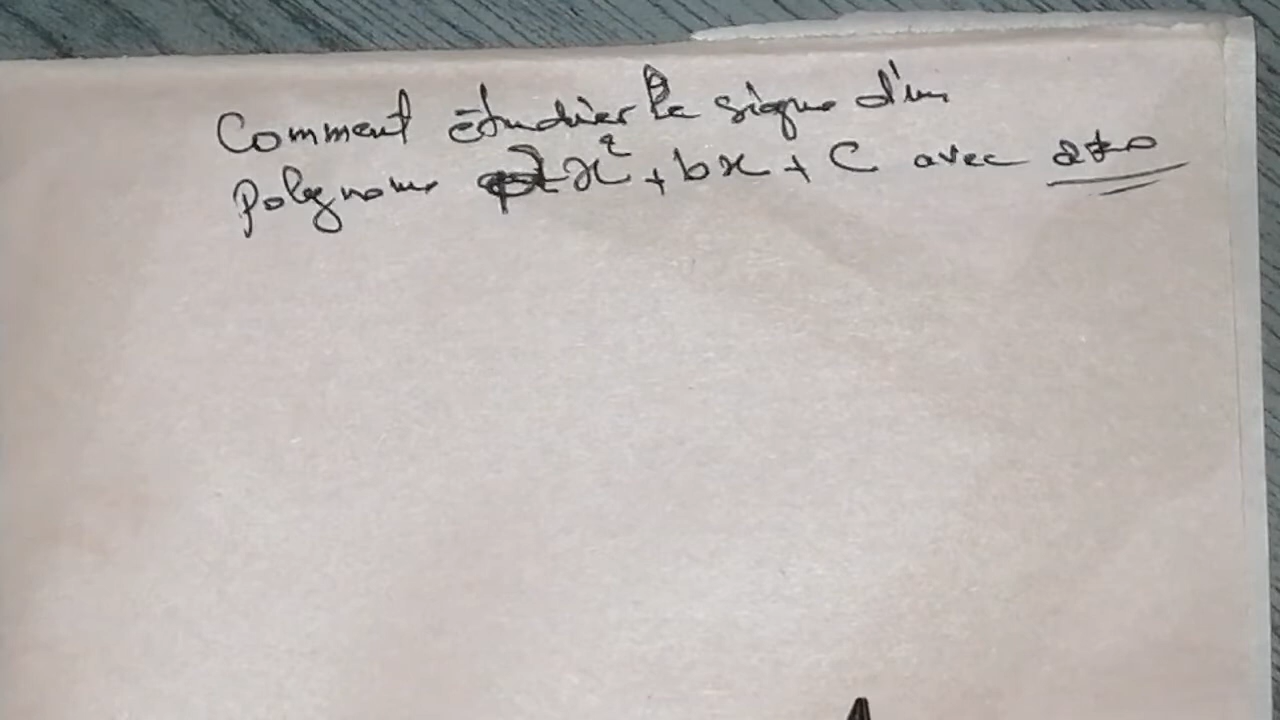 Comment étudier le signe d'un
polynome ax² + bx + c avec a≠0